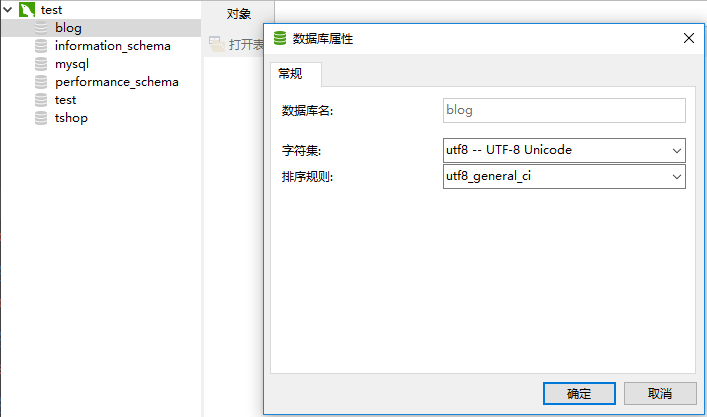 test
blog
information_schema
mysql
performance_schema
test
tshop
对象
打开表
数据库属性
常规
数据库名: blog
字符集: utf8 -- UTF-8 Unicode
排序规则: utf8_general_ci
确定 取消